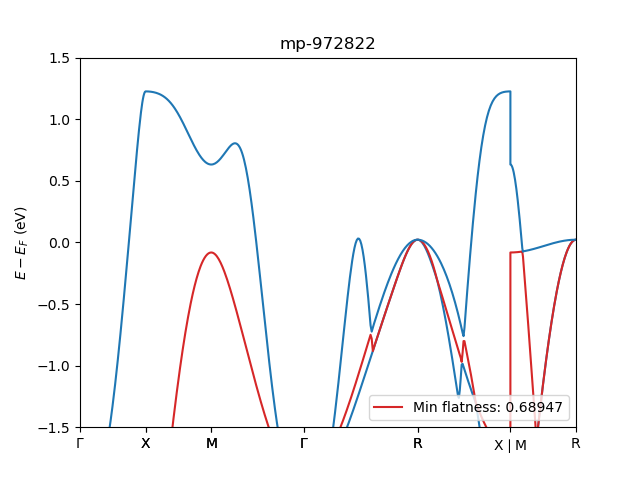 mp-972822
E − E_F (eV)
1.5
1.0
0.5
0.0
−0.5
−1.0
−1.5
Min flatness: 0.68947
Γ X M Γ R X | M R